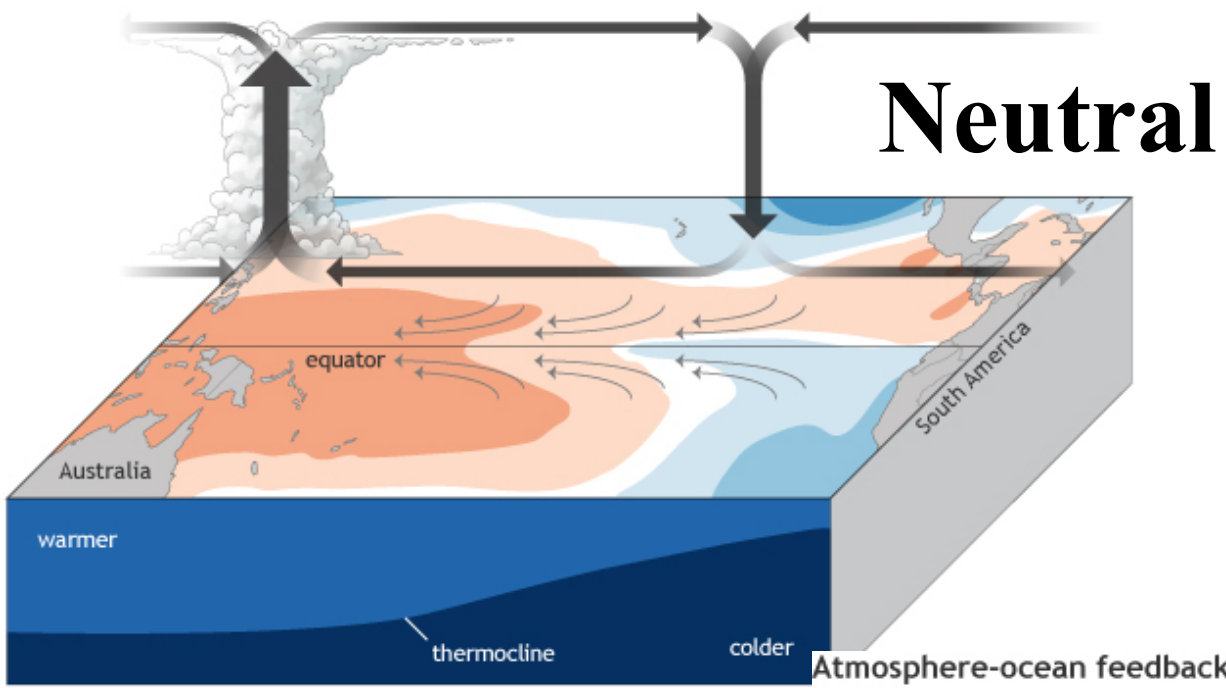 Neutral
equator
South America
Australia
warmer
thermocline
colder
Atmosphere-ocean feedback